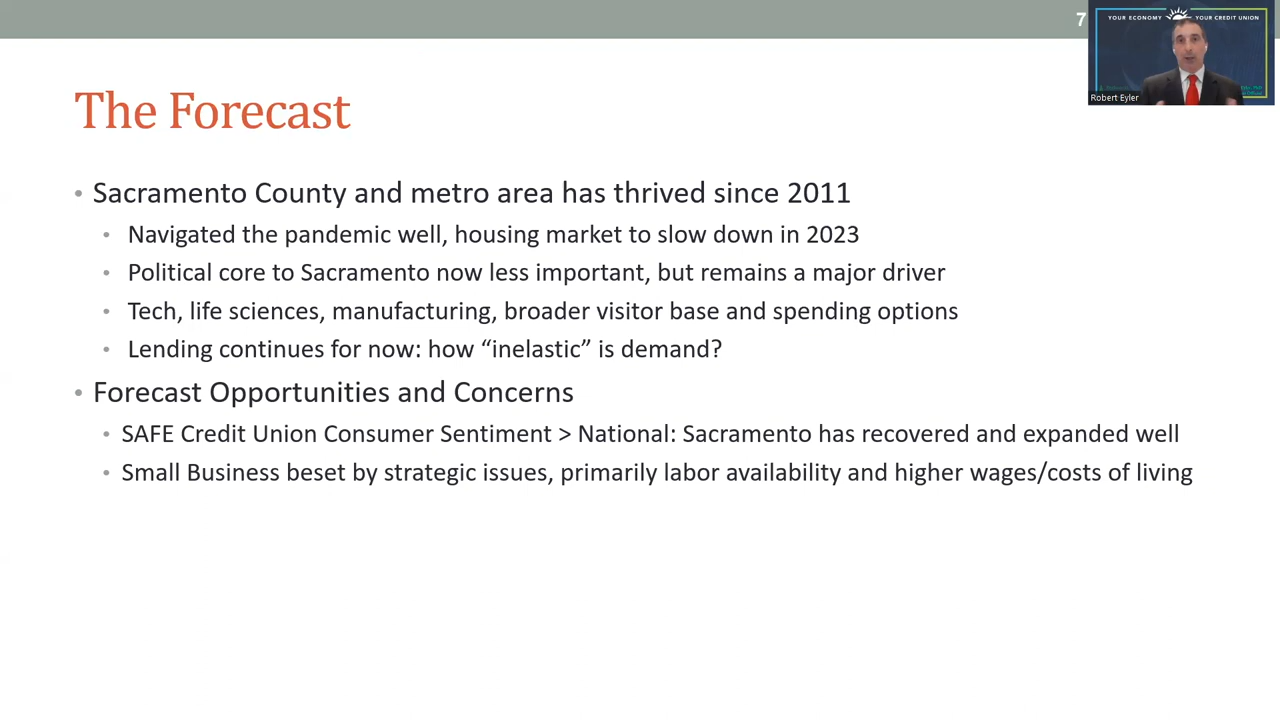 7
YOUR ECONOMY YOUR CREDIT UNION
Robert Eyler
The Forecast
• Sacramento County and metro area has thrived since 2011
• Navigated the pandemic well, housing market to slow down in 2023
• Political core to Sacramento now less important, but remains a major driver
• Tech, life sciences, manufacturing, broader visitor base and spending options
• Lending continues for now: how “inelastic” is demand?
• Forecast Opportunities and Concerns
• SAFE Credit Union Consumer Sentiment > National: Sacramento has recovered and expanded well
• Small Business beset by strategic issues, primarily labor availability and higher wages/costs of living